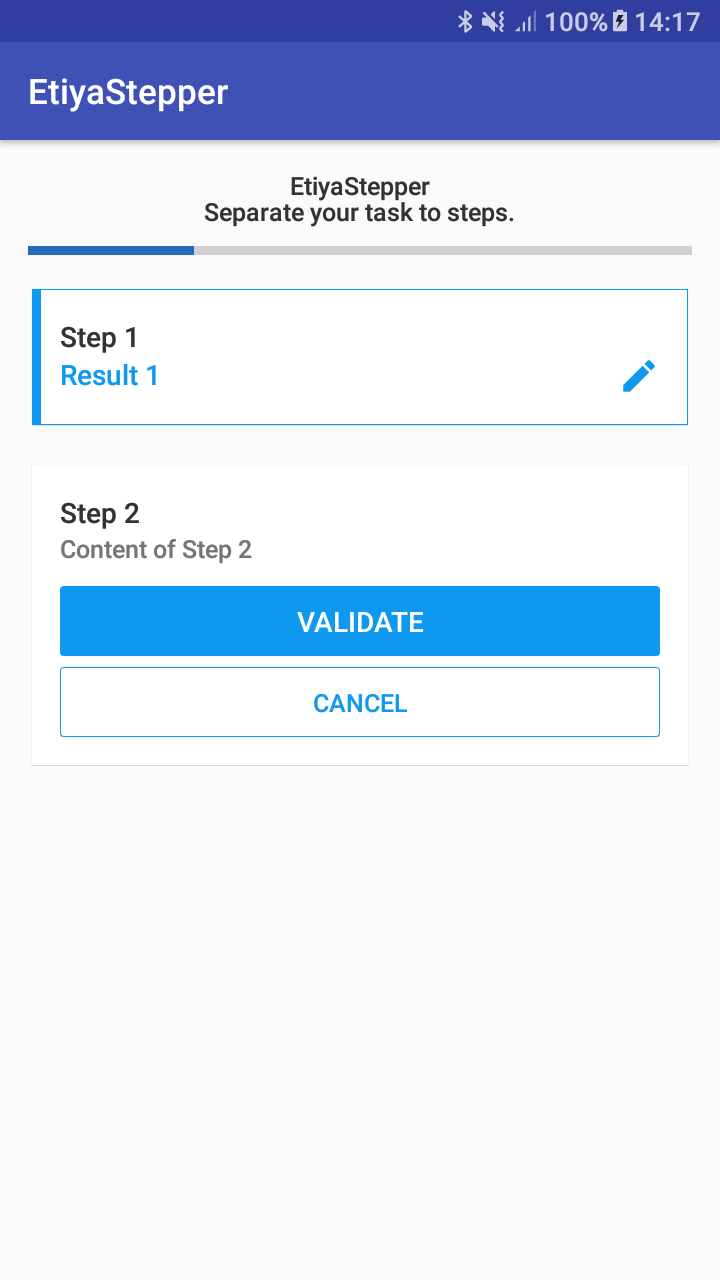 100% 14:17
EtiyaStepper
EtiyaStepper
Separate your task to steps.
Step 1
Result 1
Step 2
Content of Step 2
VALIDATE
CANCEL